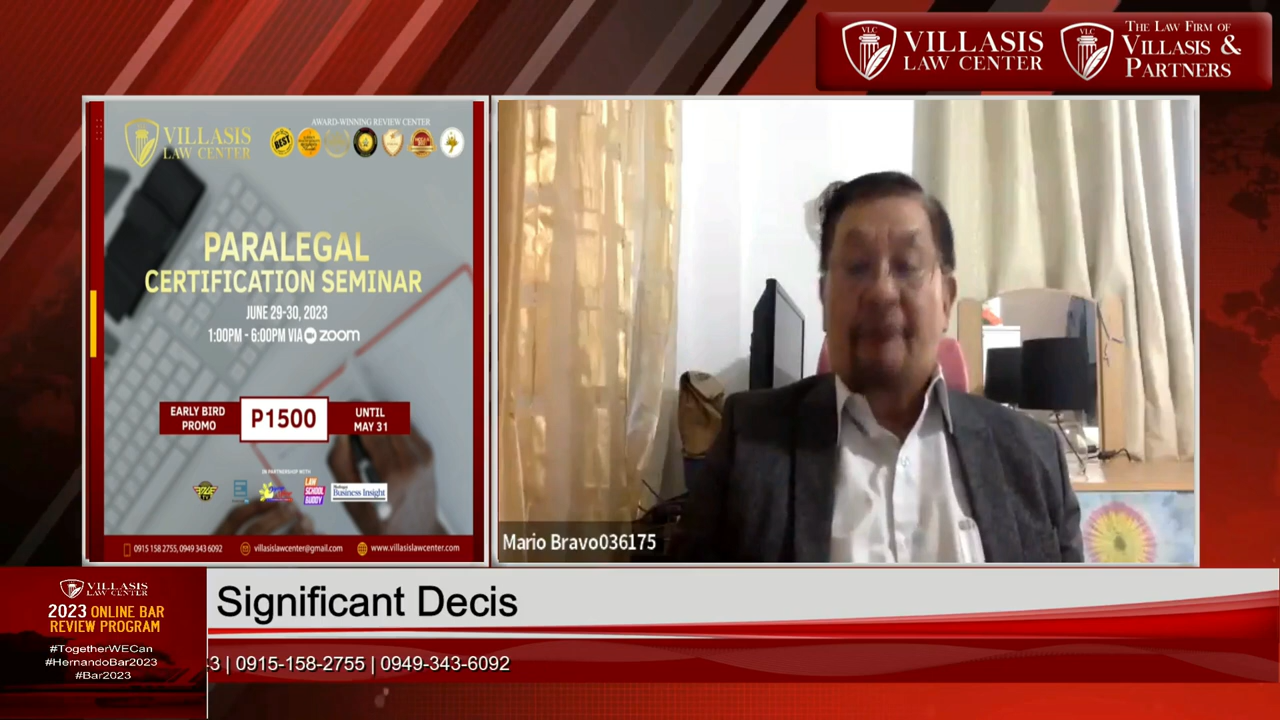 VLC
VILLASIS
LAW CENTER
VLC
THE LAW FIRM OF
VILLASIS &
PARTNERS
VILLASIS
LAW CENTER
AWARD-WINNING REVIEW CENTER
BEST
PARALEGAL
CERTIFICATION SEMINAR
JUNE 29-30, 2023
1:00PM - 6:00PM VIA zoom
EARLY BIRD
PROMO
P1500
UNTIL
MAY 31
IN PARTNERSHIP WITH
LAW
SCHOOL
BUDDY
Business Insight
0915 158 2755, 0949 343 6092
villasislawcenter@gmail.com
www.villasislawcenter.com
Mario Bravo036175
VILLASIS
LAW CENTER
2023 ONLINE BAR
REVIEW PROGRAM
#TogetherWECan
#HernandoBar2023
#Bar2023
Significant Decis
43 | 0915-158-2755 | 0949-343-6092